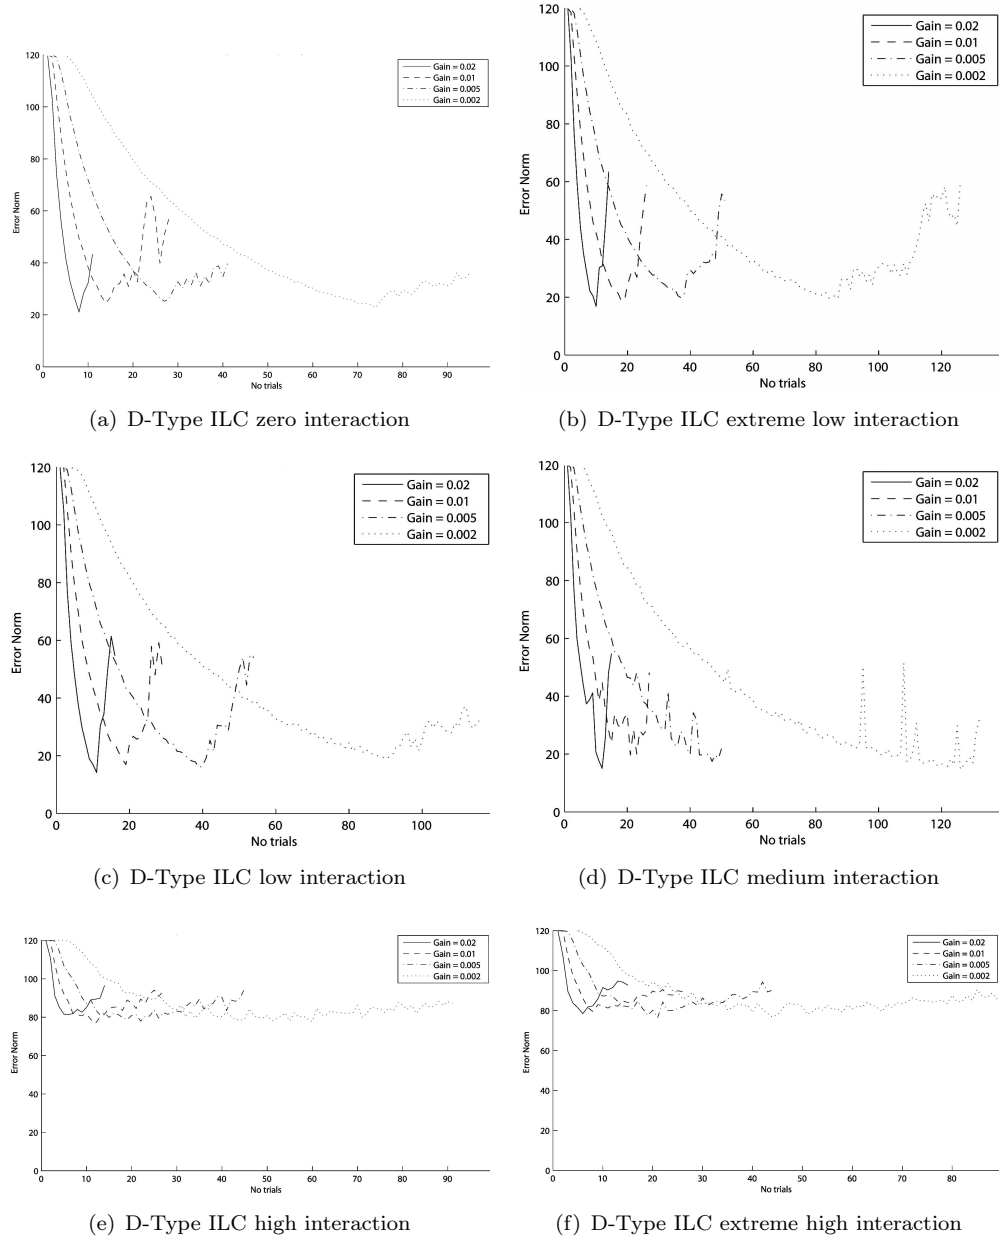 120
100
80
60
40
20
0
Error Norm
0 10 20 30 40 50 60 70 80 90
No trials
Gain = 0.02
Gain = 0.01
Gain = 0.005
Gain = 0.002
(a) D-Type ILC zero interaction
120
100
80
60
40
20
0
Error Norm
0 20 40 60 80 100 120
No trials
Gain = 0.02
Gain = 0.01
Gain = 0.005
Gain = 0.002
(b) D-Type ILC extreme low interaction
120
100
80
60
40
20
0
Error Norm
0 20 40 60 80 100
No trials
Gain = 0.02
Gain = 0.01
Gain = 0.005
Gain = 0.002
(c) D-Type ILC low interaction
120
100
80
60
40
20
0
Error Norm
0 20 40 60 80 100 120
No trials
Gain = 0.02
Gain = 0.01
Gain = 0.005
Gain = 0.002
(d) D-Type ILC medium interaction
120
100
80
60
40
20
0
Error Norm
0 10 20 30 40 50 60 70 80 90
No trials
Gain = 0.02
Gain = 0.01
Gain = 0.005
Gain = 0.002
(e) D-Type ILC high interaction
120
100
80
60
40
20
0
Error Norm
0 10 20 30 40 50 60 70 80
No trials
Gain = 0.02
Gain = 0.01
Gain = 0.005
Gain = 0.002
(f) D-Type ILC extreme high interaction